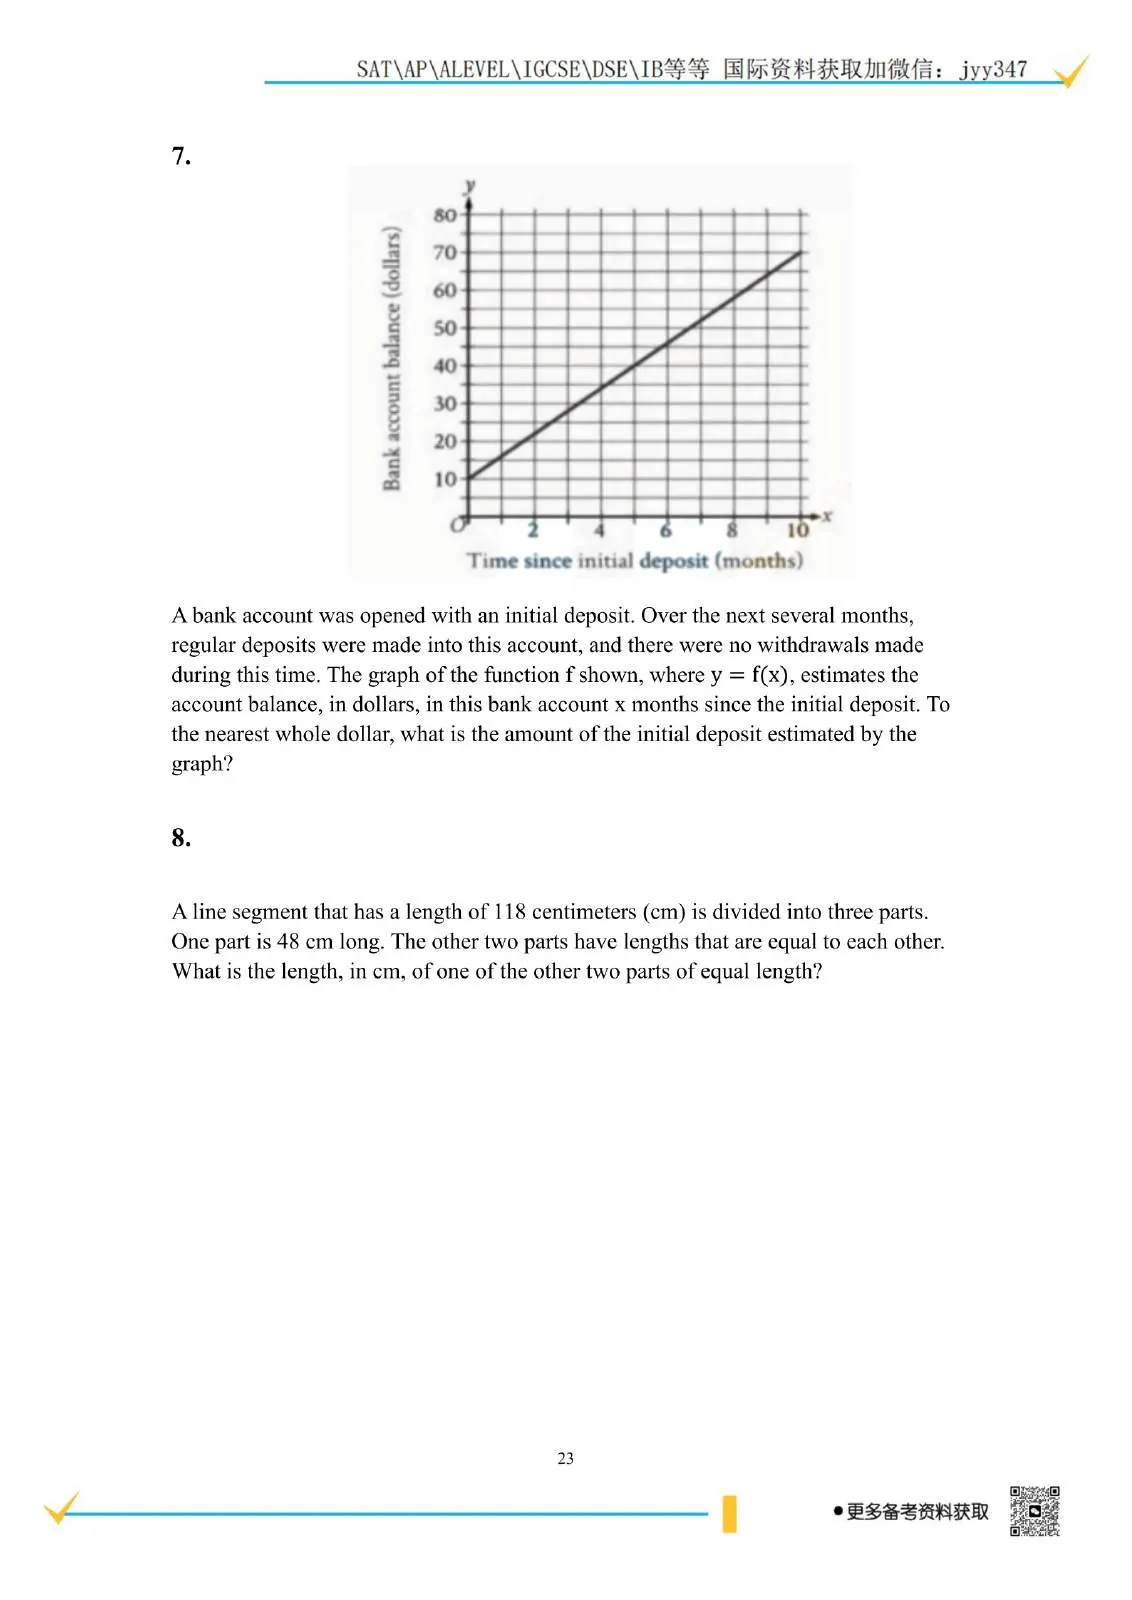 SAT\AP\ALEVEL\IGCSE\DSE\IB等等 国际资料获取加微信：jyy347
7.
y
80
70
60
50
40
30
20
10
Bank account balance (dollars)
O
2
4
6
8
10
x
Time since initial deposit (months)
A bank account was opened with an initial deposit. Over the next several months,
regular deposits were made into this account, and there were no withdrawals made
during this time. The graph of the function f shown, where y = f(x), estimates the
account balance, in dollars, in this bank account x months since the initial deposit. To
the nearest whole dollar, what is the amount of the initial deposit estimated by the
graph?
8.
A line segment that has a length of 118 centimeters (cm) is divided into three parts.
One part is 48 cm long. The other two parts have lengths that are equal to each other.
What is the length, in cm, of one of the other two parts of equal length?
23
●更多备考资料获取